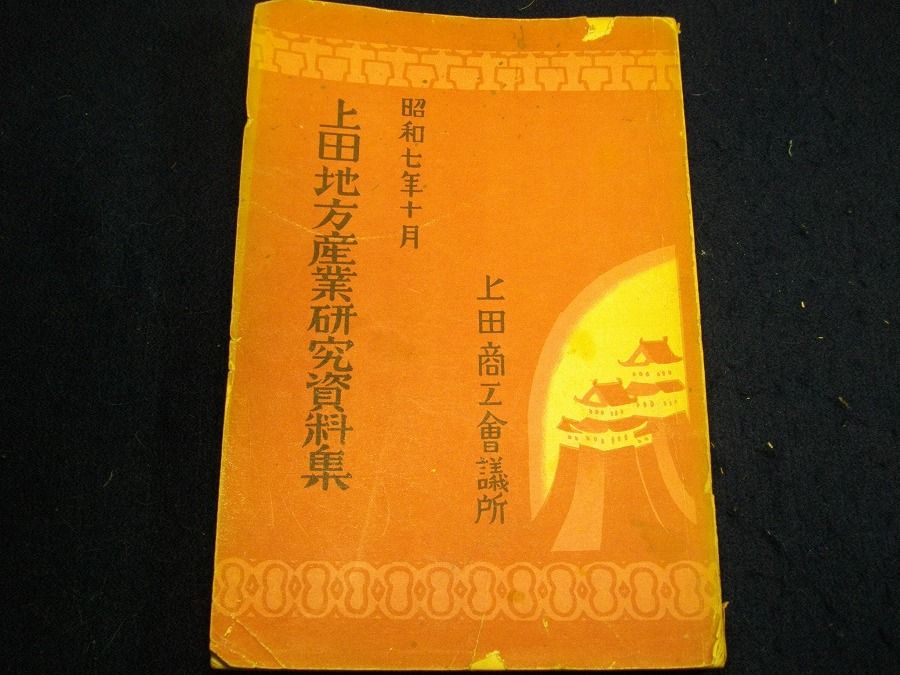 上田商工會議所
昭和七年十月
上田地方産業研究資料集